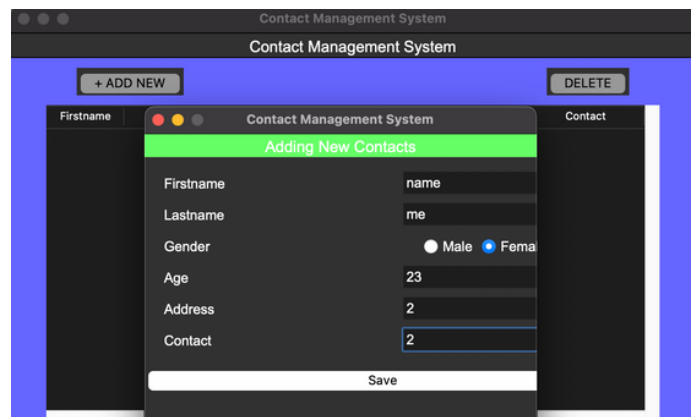 Contact Management System
Contact Management System
+ ADD NEW DELETE
Firstname Contact
Contact Management System
Adding New Contacts
Firstname name
Lastname me
Gender Male Fema
Age 23
Address 2
Contact 2
Save